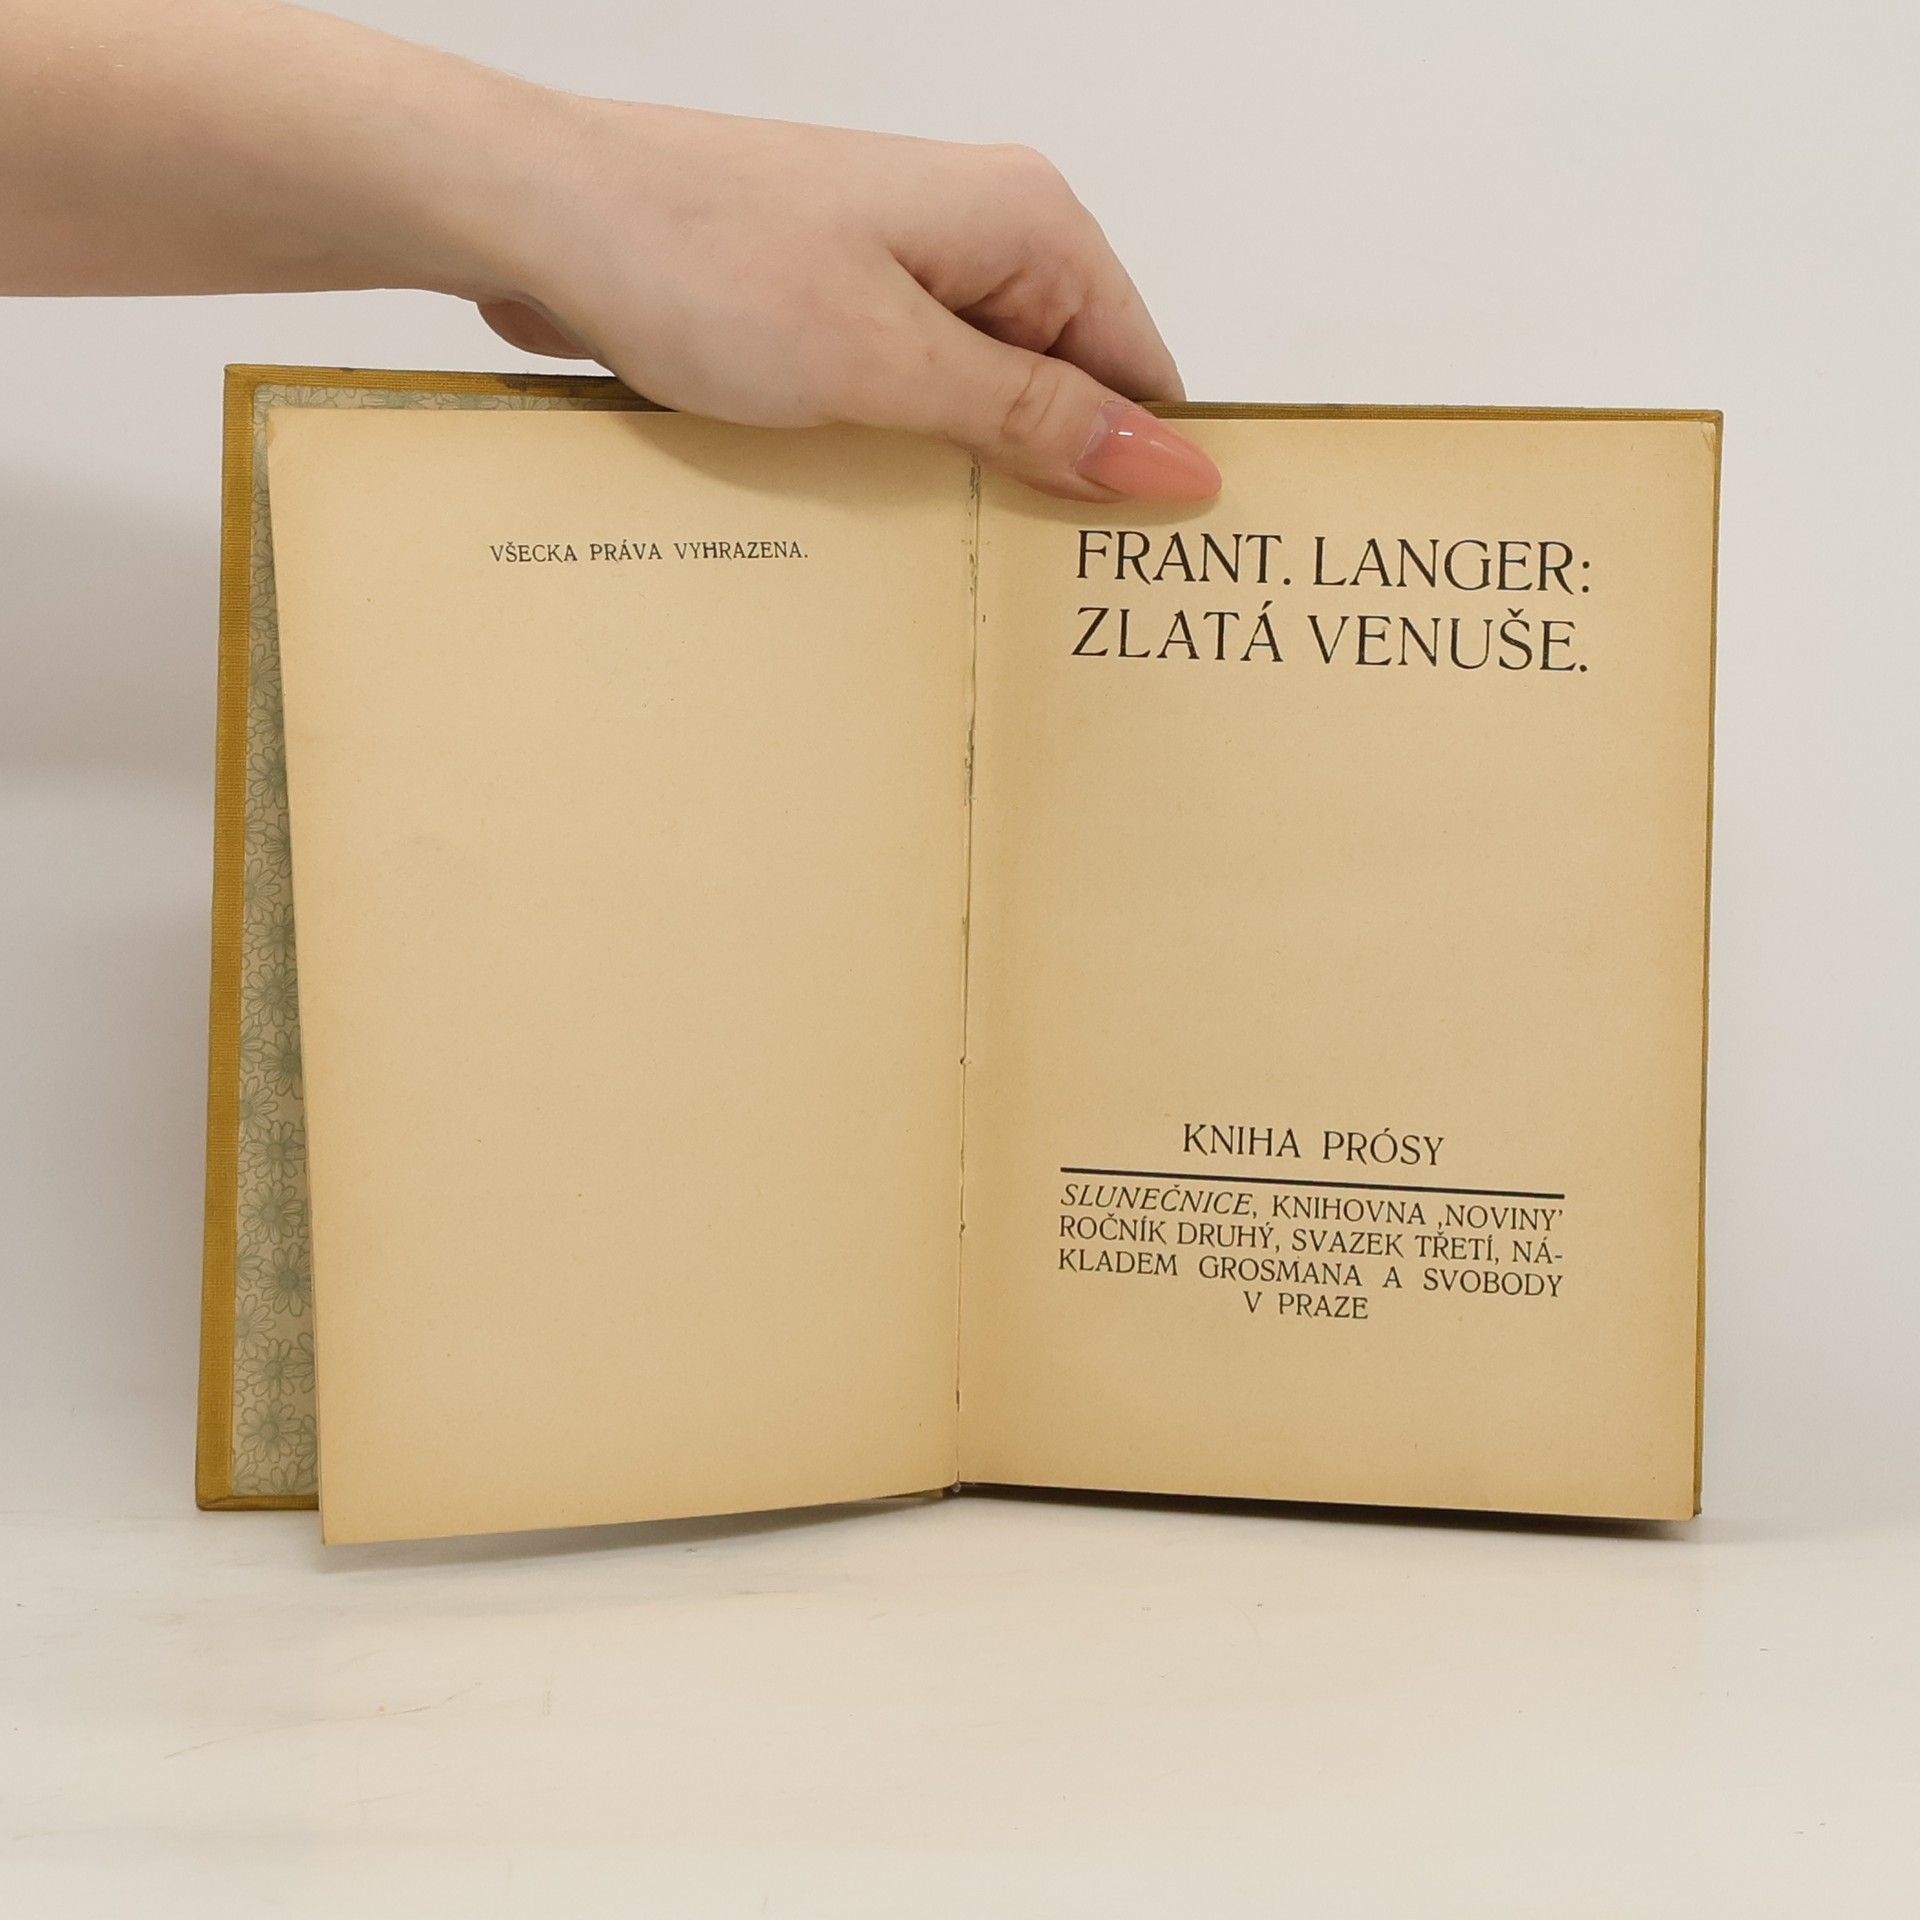 VŠECKA PRÁVA VYHRAZENA.
FRANT. LANGER:
ZLATÁ VENUŠE.
KNIHA PRÓSY
SLUNEČNICE, KNIHOVNA ‚NOVINY’
ROČNÍK DRUHÝ, SVAZEK TŘETÍ, NÁ-
KLADEM GROSMANA A SVOBODY
V PRAZE